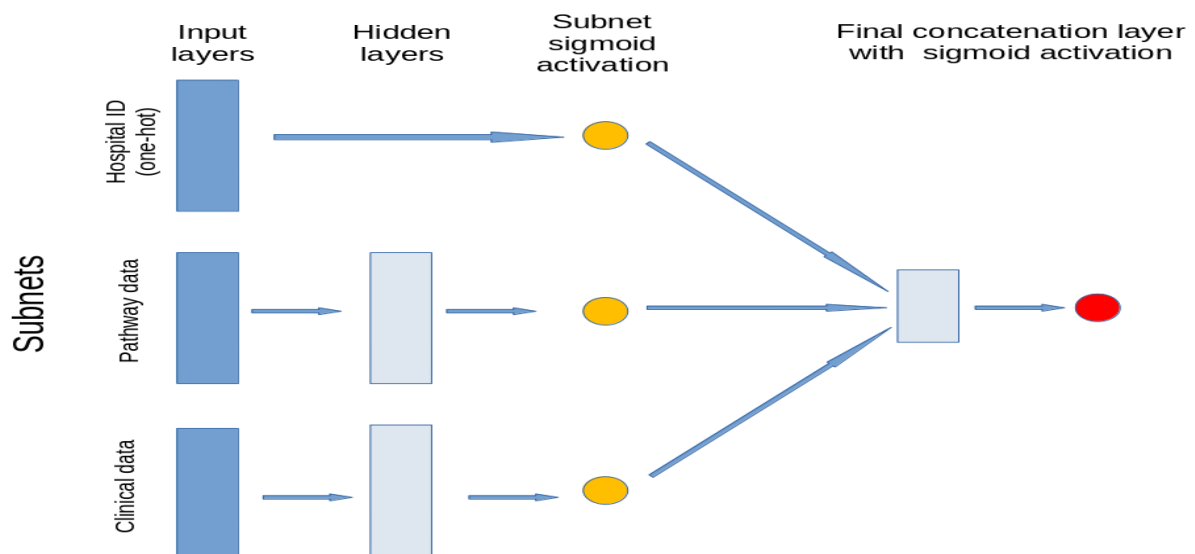 Input
layers
Hidden
layers
Subnet
sigmoid
activation
Final concatenation layer
with  sigmoid activation
Subnets
Hospital ID
(one-hot)
Pathway data
Clinical data